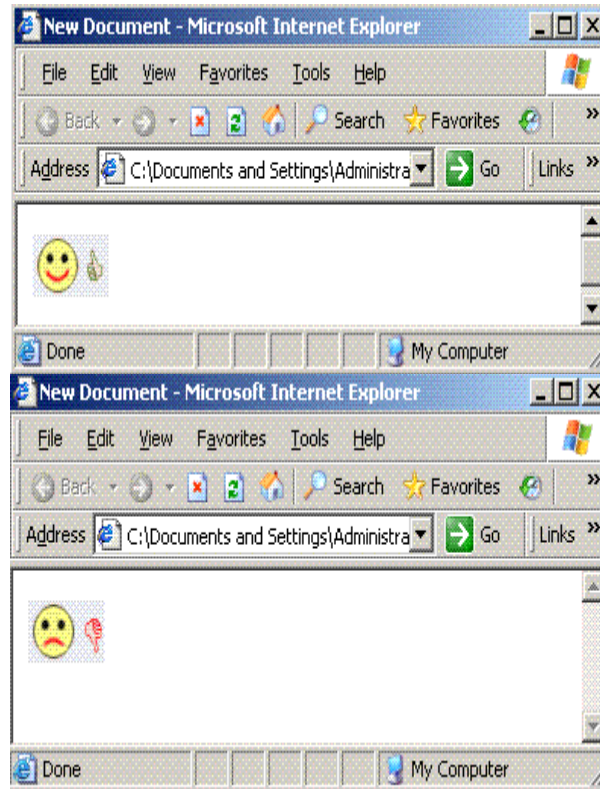 New Document - Microsoft Internet Explorer
File Edit View Favorites Tools Help
Back Search Favorites »
Address C:\Documents and Settings\Administra Go Links »
Done My Computer
New Document - Microsoft Internet Explorer
File Edit View Favorites Tools Help
Back Search Favorites »
Address C:\Documents and Settings\Administra Go Links »
Done My Computer